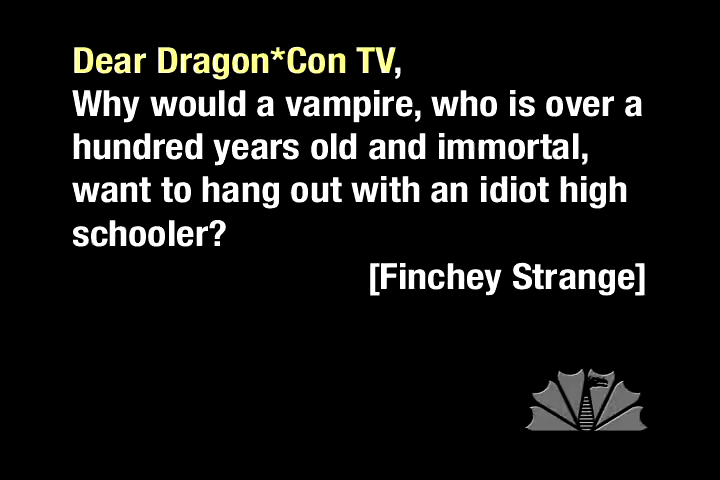 Dear Dragon*Con TV,
Why would a vampire, who is over a
hundred years old and immortal,
want to hang out with an idiot high
schooler?
[Finchey Strange]